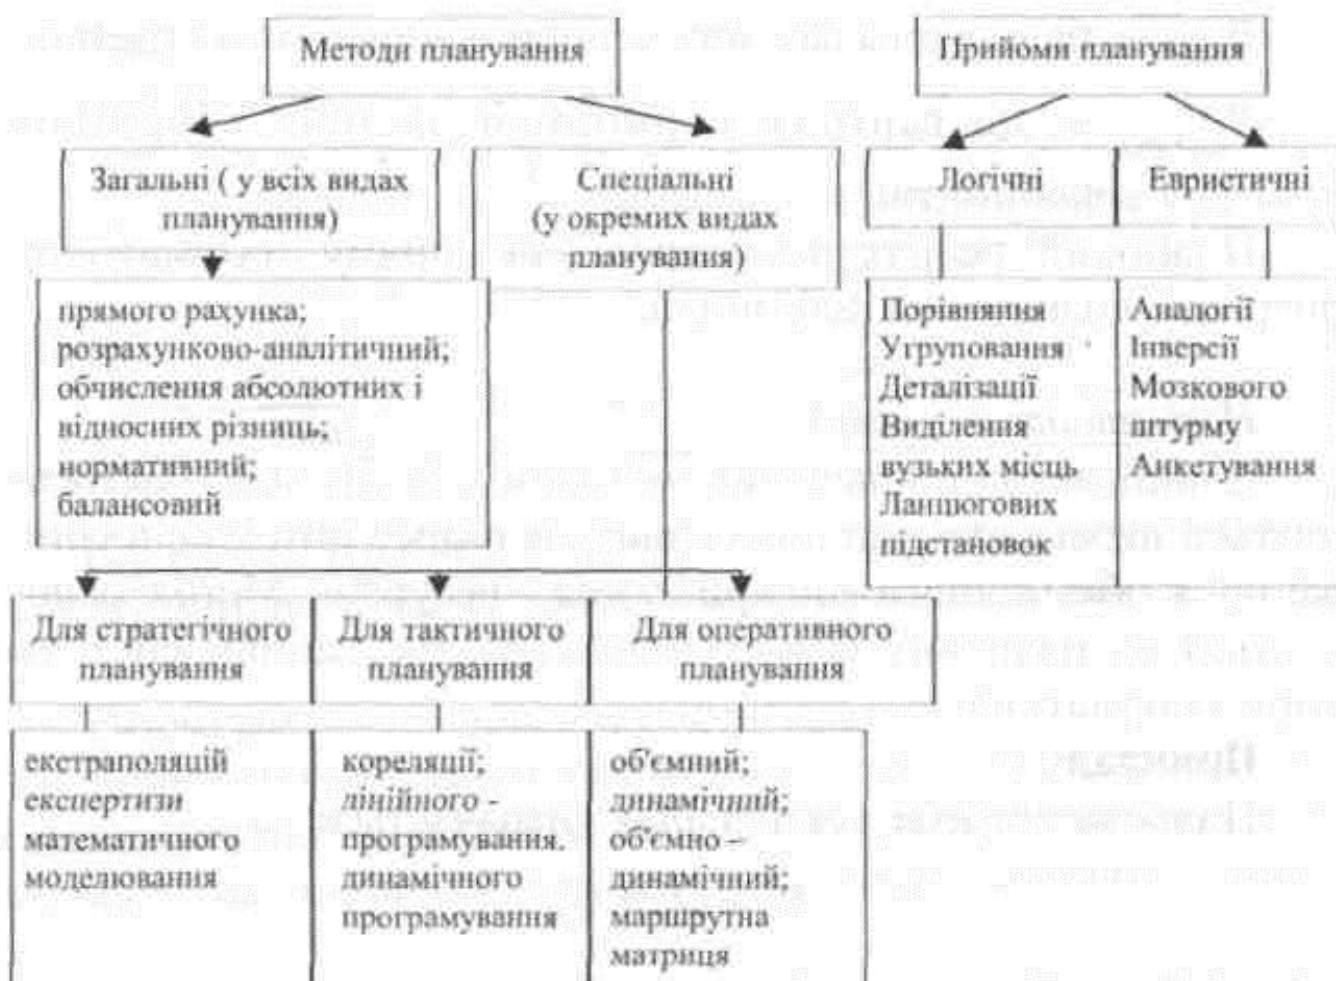 Методи планування
Прийоми планування
Загальні ( у всіх видах
планування)
Спеціальні
(у окремих видах
планування)
Логічні
Евристичні
прямого рахунка;
розрахунково-аналітичний;
обчислення абсолютних і
відносних різниць;
нормативний;
балансовий
Порівняння
Угруповання
Деталізації
Виділення
вузьких місць
Ланцюгових
підстановок
Аналогії
Інверсії
Мозкового
штурму
Анкетування
Для стратегічного
планування
Для тактичного
планування
Для оперативного
планування
екстраполяцій
експертизи
математичного
моделювання
кореляції;
лінійного -
програмування.
динамічного
програмування
об'ємний;
динамічний;
об'ємно –
динамічний;
маршрутна
матриця